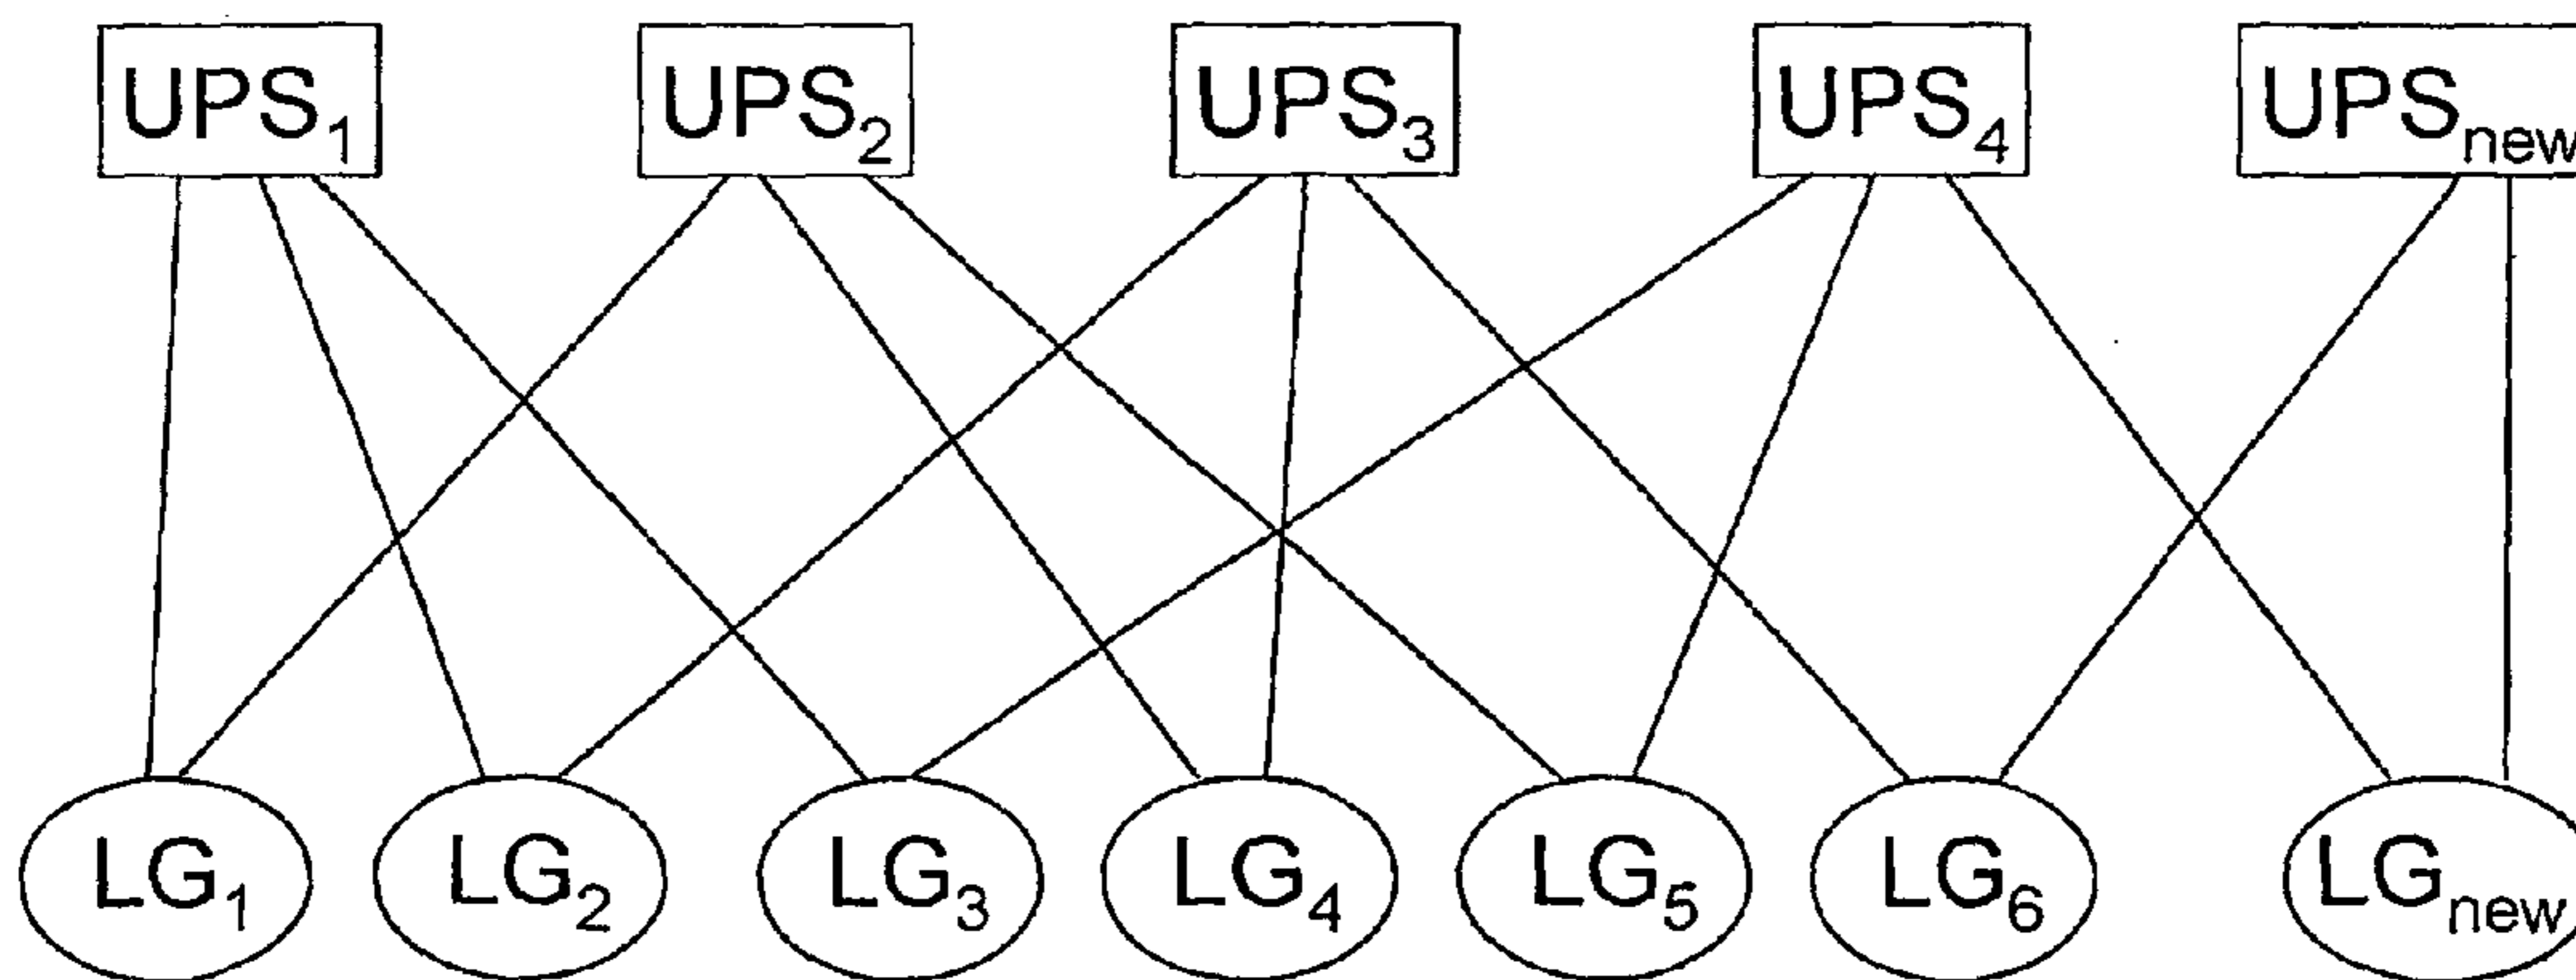 UPS₁ UPS₂ UPS₃ UPS₄ UPSnew
LG₁ LG₂ LG₃ LG₄ LG₅ LG₆ LGnew